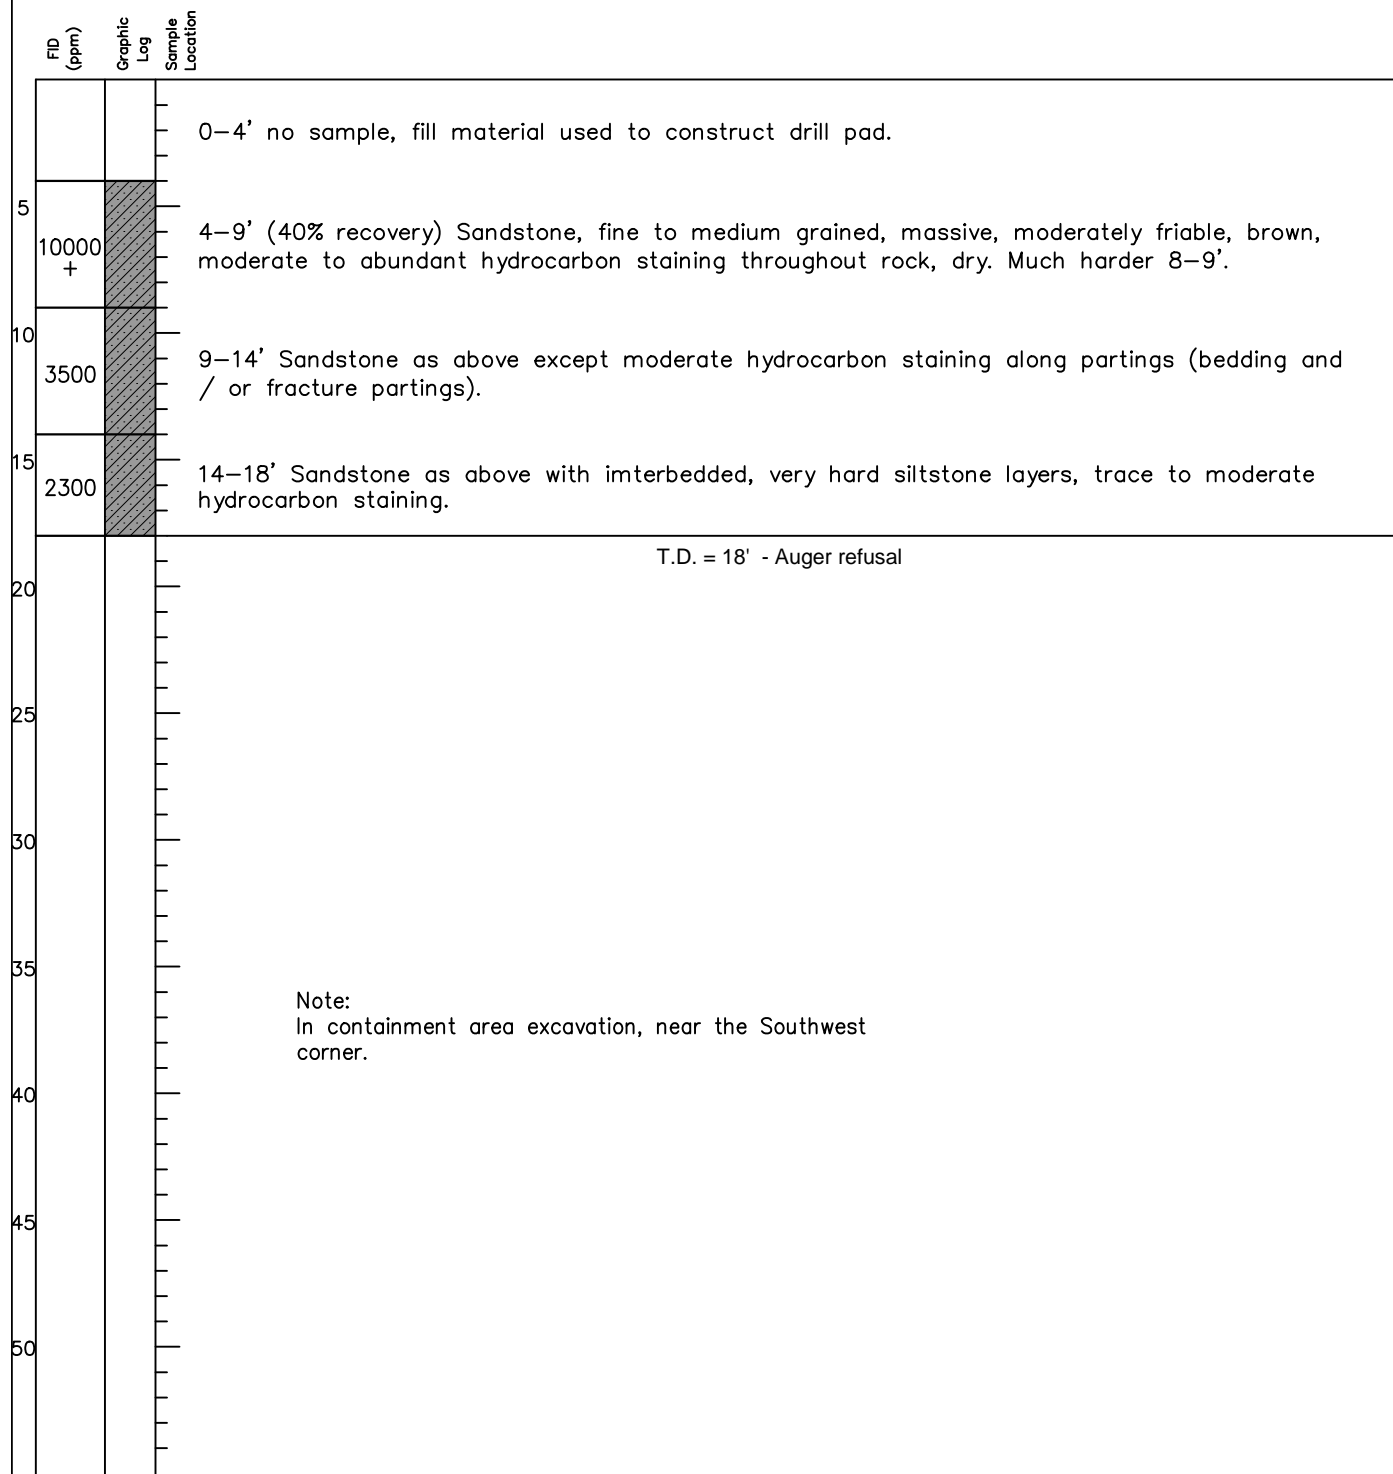 FID
(ppm)
Graphic
Log
Sample
Location
0-4' no sample, fill material used to construct drill pad.
5
10000
+
4-9' (40% recovery) Sandstone, fine to medium grained, massive, moderately friable, brown,
moderate to abundant hydrocarbon staining throughout rock, dry. Much harder 8-9'.
10
3500
9-14' Sandstone as above except moderate hydrocarbon staining along partings (bedding and
/ or fracture partings).
15
2300
14-18' Sandstone as above with imterbedded, very hard siltstone layers, trace to moderate
hydrocarbon staining.
T.D. = 18' - Auger refusal
20
25
30
35
Note:
In containment area excavation, near the Southwest
corner.
40
45
50